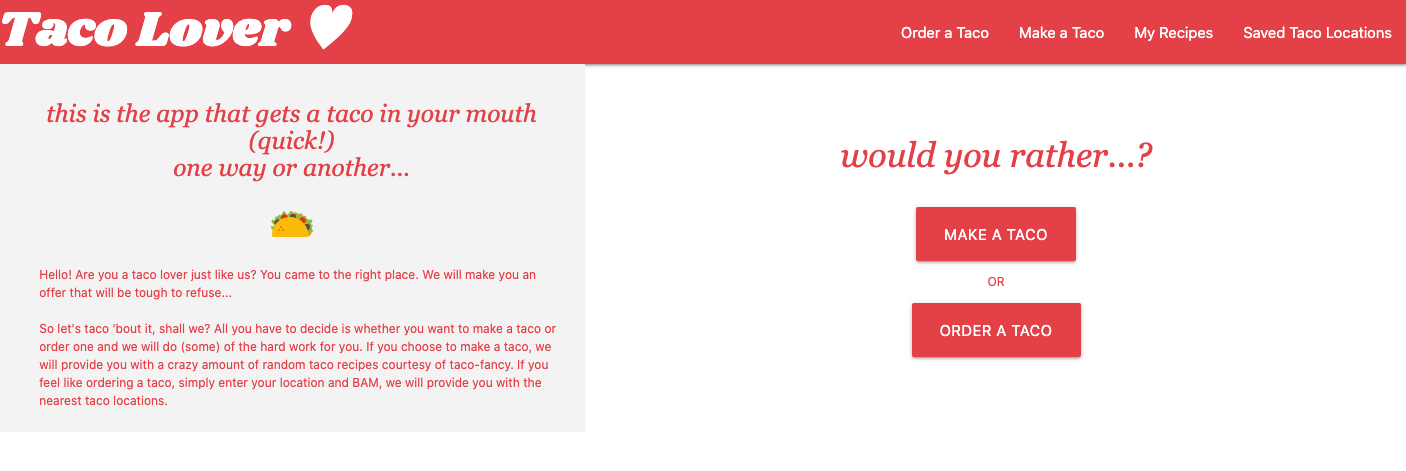 Taco Lover
Order a Taco
Make a Taco
My Recipes
Saved Taco Locations
this is the app that gets a taco in your mouth
(quick!)
one way or another...
Hello! Are you a taco lover just like us? You came to the right place. We will make you an
offer that will be tough to refuse...
So let's taco 'bout it, shall we? All you have to decide is whether you want to make a taco or
order one and we will do (some) of the hard work for you. If you choose to make a taco, we
will provide you with a crazy amount of random taco recipes courtesy of taco-fancy. If you
feel like ordering a taco, simply enter your location and BAM, we will provide you with the
nearest taco locations.
would you rather...?
MAKE A TACO
OR
ORDER A TACO